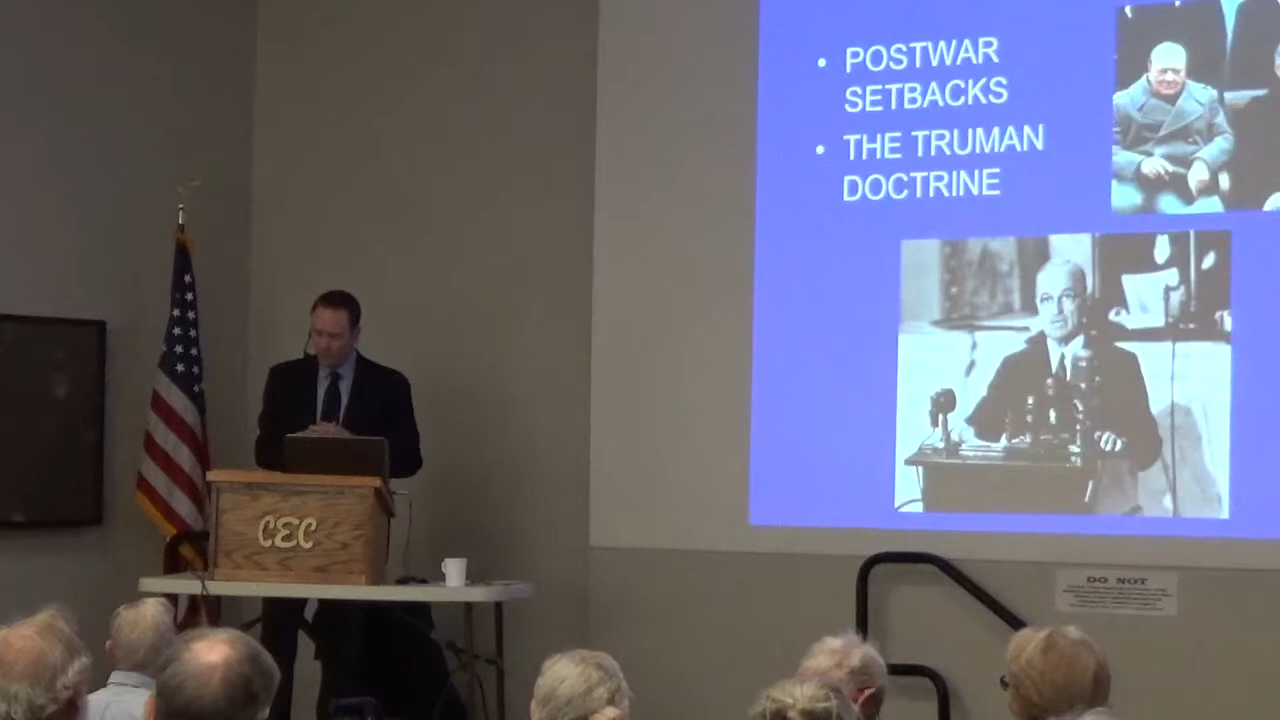 • POSTWAR
SETBACKS
• THE TRUMAN
DOCTRINE
CEC
DO NOT